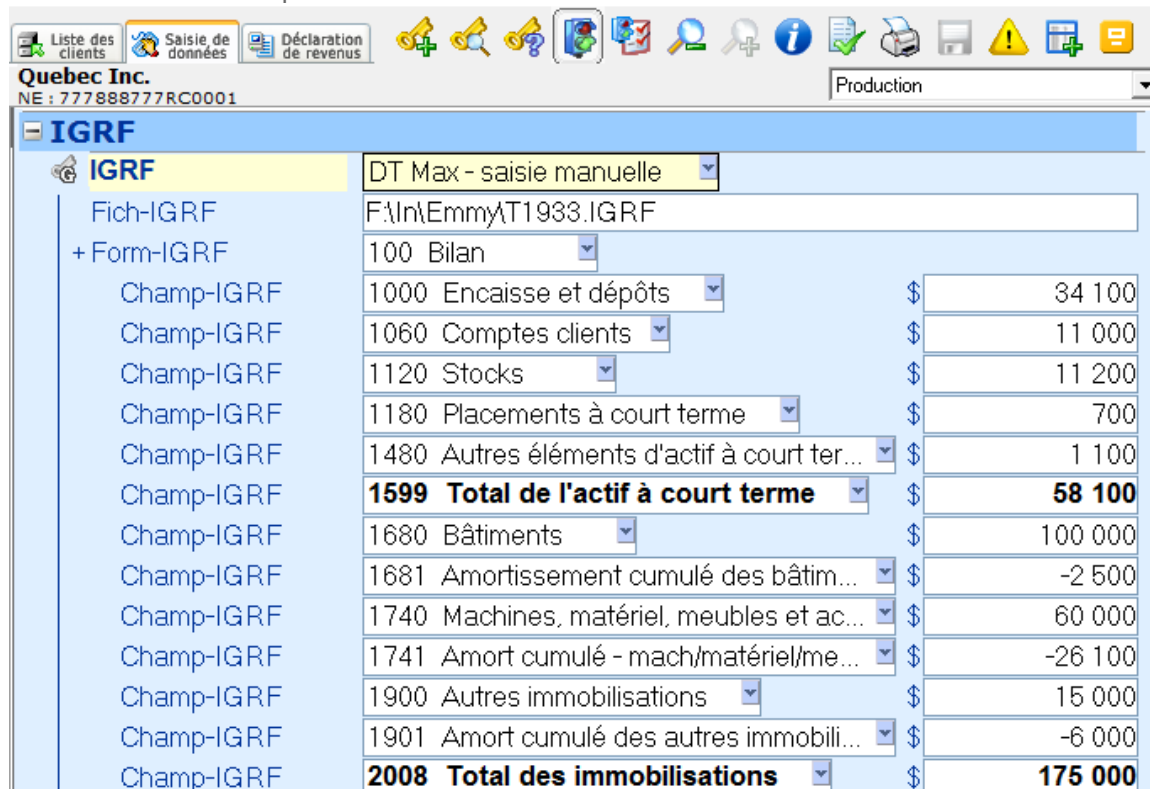 Liste des clients
Saisie de données
Déclaration de revenus
Quebec Inc.
NE : 777888777RC0001
Production
IGRF
IGRF DT Max - saisie manuelle
Fich-IGRF F:\In\Emmy\T1933.IGRF
+ Form-IGRF 100 Bilan
Champ-IGRF 1000 Encaisse et dépôts $ 34 100
Champ-IGRF 1060 Comptes clients $ 11 000
Champ-IGRF 1120 Stocks $ 11 200
Champ-IGRF 1180 Placements à court terme $ 700
Champ-IGRF 1480 Autres éléments d'actif à court ter... $ 1 100
Champ-IGRF 1599 Total de l'actif à court terme $ 58 100
Champ-IGRF 1680 Bâtiments $ 100 000
Champ-IGRF 1681 Amortissement cumulé des bâtim... $ -2 500
Champ-IGRF 1740 Machines, matériel, meubles et ac... $ 60 000
Champ-IGRF 1741 Amort cumulé - mach/matériel/me... $ -26 100
Champ-IGRF 1900 Autres immobilisations $ 15 000
Champ-IGRF 1901 Amort cumulé des autres immobili... $ -6 000
Champ-IGRF 2008 Total des immobilisations $ 175 000